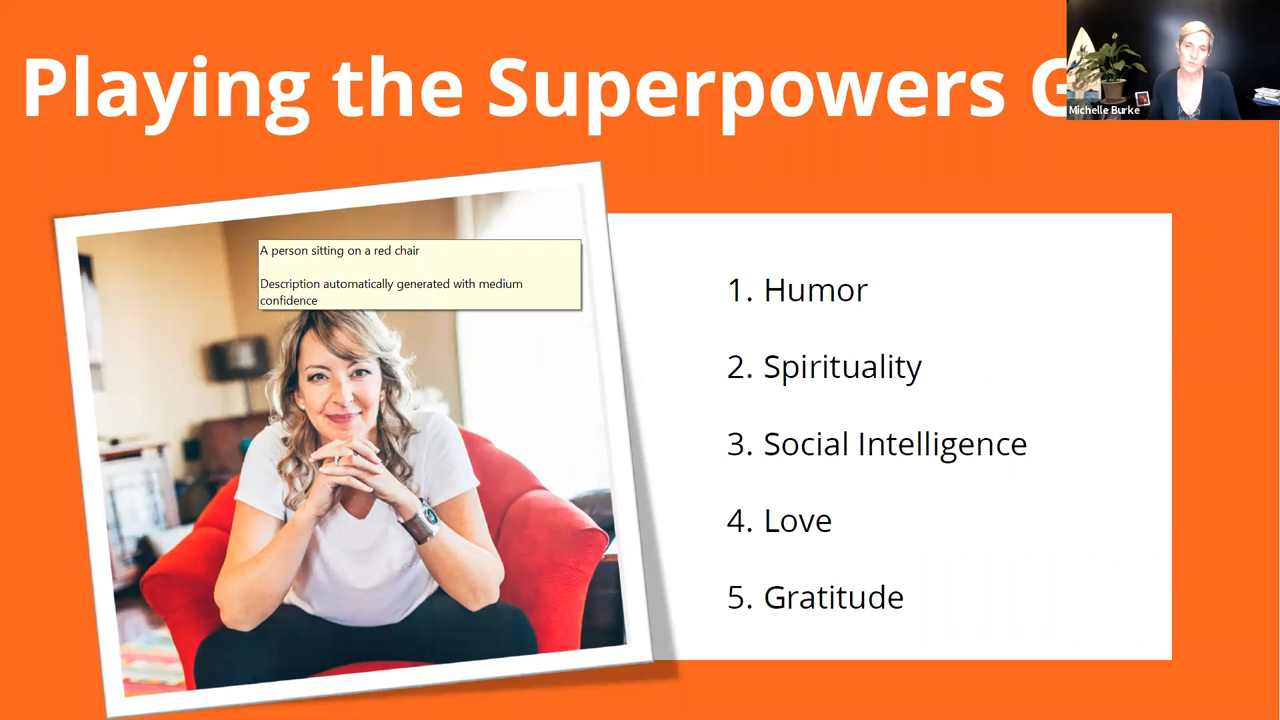 Playing the Superpowers G
Michelle Burke
A person sitting on a red chair
Description automatically generated with medium
confidence
1. Humor
2. Spirituality
3. Social Intelligence
4. Love
5. Gratitude